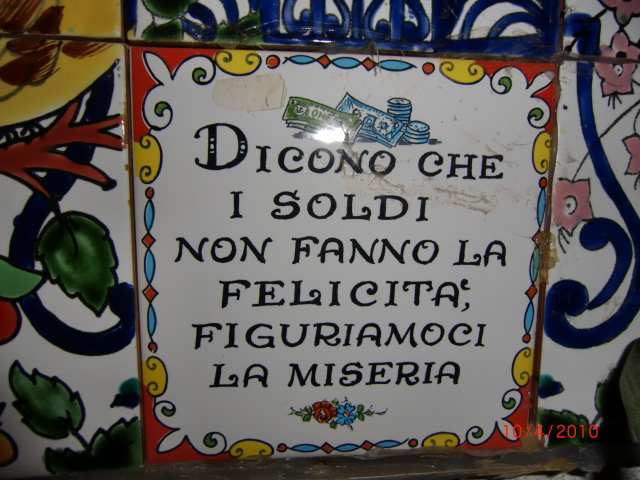 DICONO CHE
I SOLDI
NON FANNO LA
FELICITA',
FIGURIAMOCI
LA MISERIA
10/4/2010